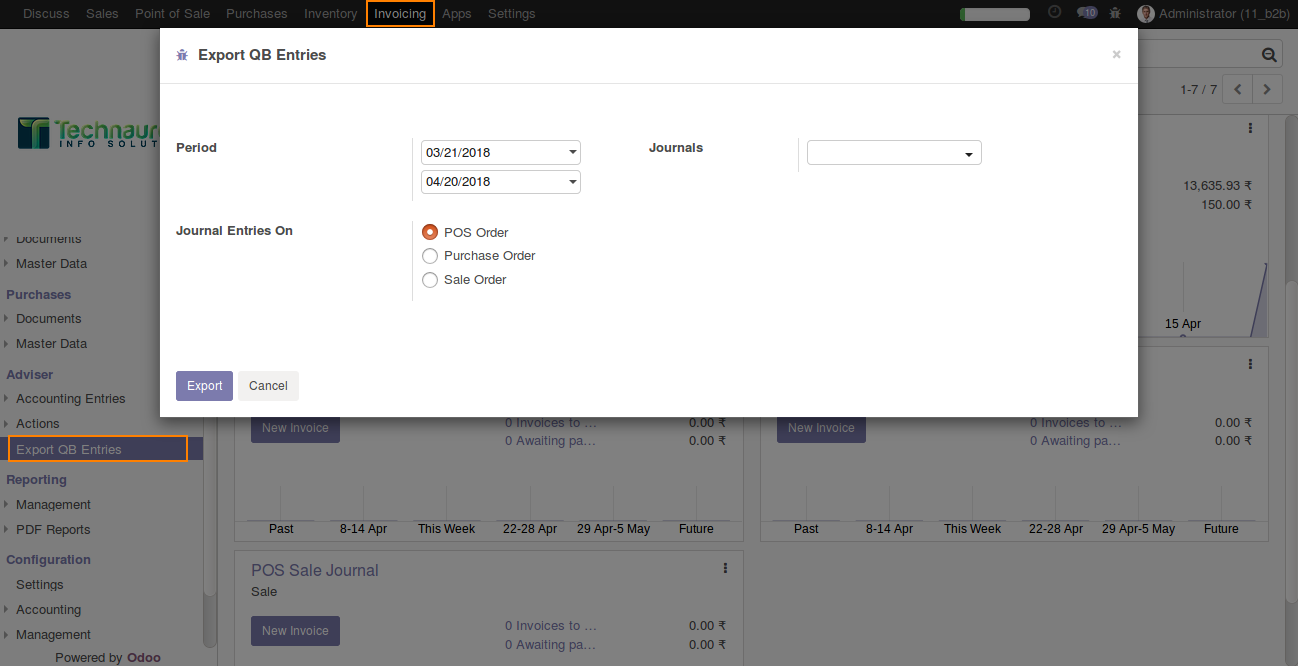 Discuss Sales Point of Sale Purchases Inventory Invoicing Apps Settings 10 Administrator (11_b2b)
Export QB Entries ×
1-7 / 7
INFO SOLUT
Period 03/21/2018 Journals
04/20/2018
Journal Entries On POS Order
Purchase Order
Sale Order
Export Cancel
13,635.93 ₹
150.00 ₹
15 Apr
Documents
Master Data
Purchases
Documents
Master Data
Adviser
Accounting Entries
Actions
Export QB Entries
Reporting
Management
PDF Reports
Configuration
Settings
Accounting
Management
Powered by Odoo
New Invoice 0 Invoices to ... 0.00 ₹
0 Awaiting pa... 0.00 ₹
Past 8-14 Apr This Week 22-28 Apr 29 Apr-5 May Future
New Invoice 0 Invoices to ... 0.00 ₹
0 Awaiting pa... 0.00 ₹
Past 8-14 Apr This Week 22-28 Apr 29 Apr-5 May Future
POS Sale Journal
Sale
New Invoice 0 Invoices to ... 0.00 ₹
0 Awaiting pa... 0.00 ₹